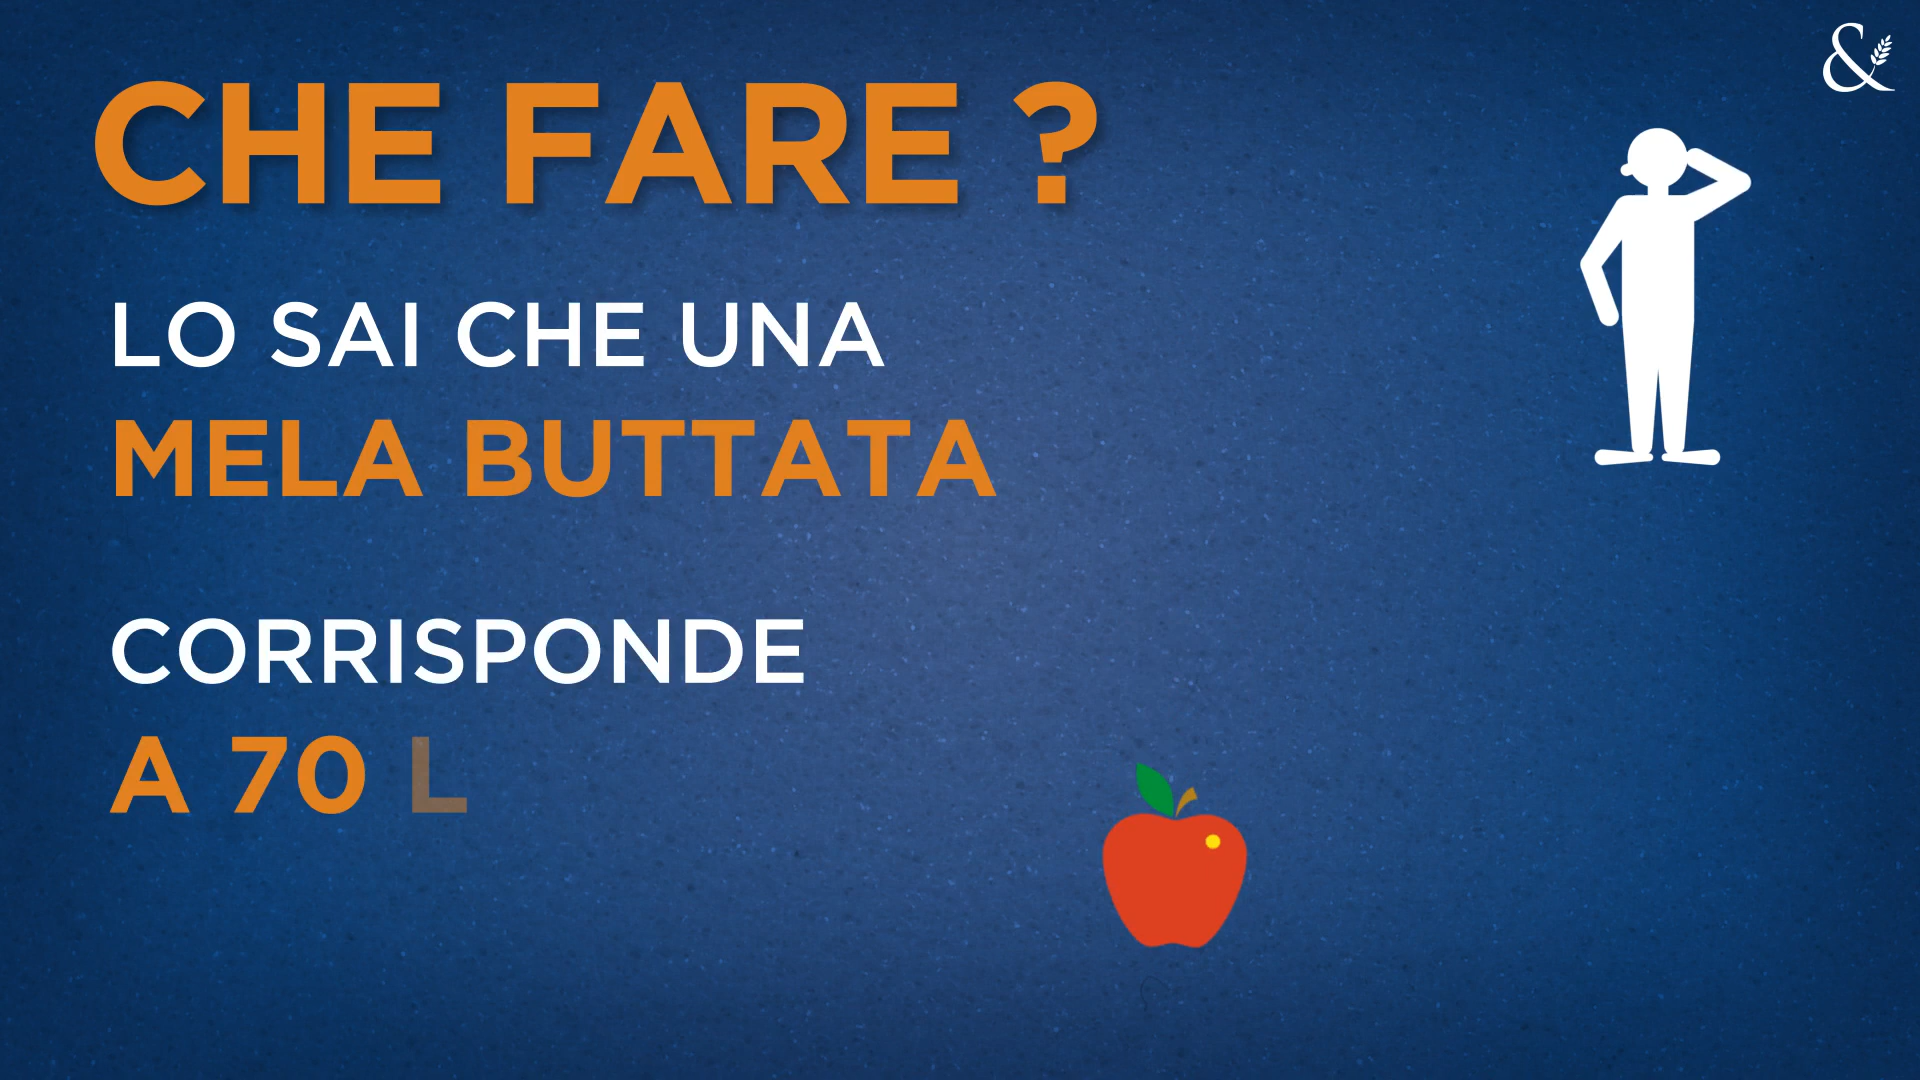 &
CHE FARE ?
LO SAI CHE UNA
MELA BUTTATA
CORRISPONDE
A 70 L